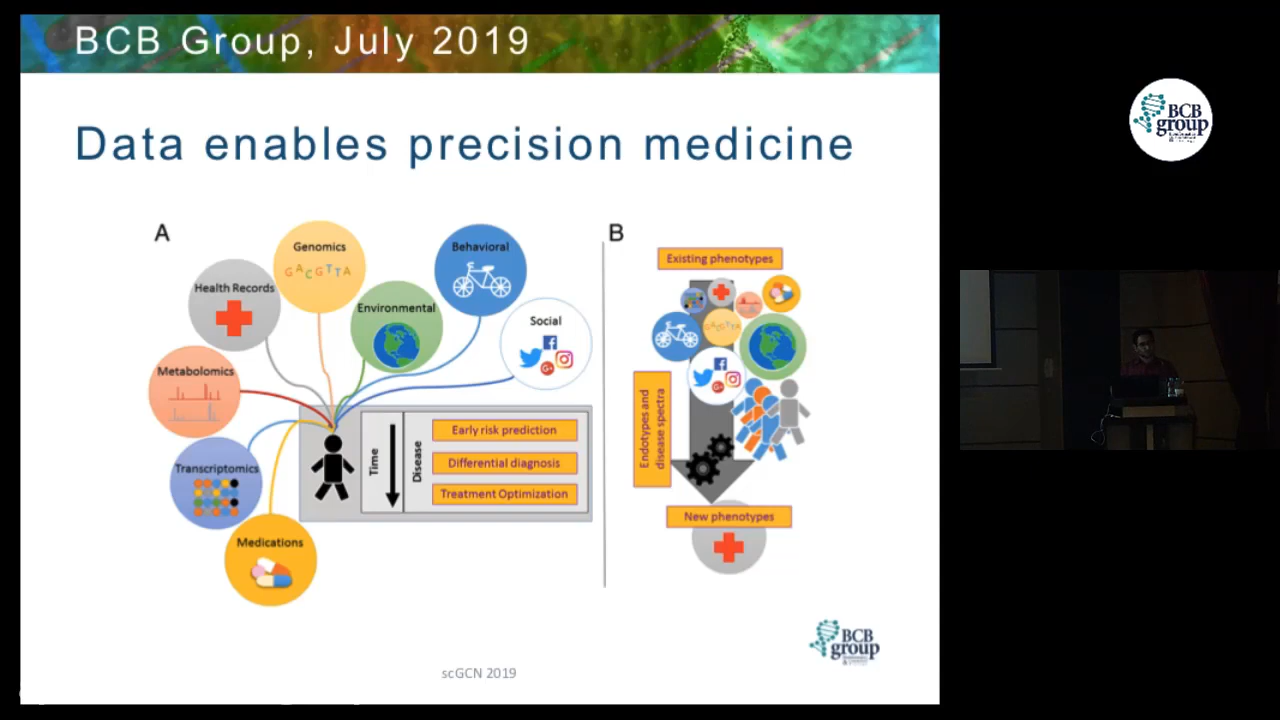 BCB Group, July 2019
Data enables precision medicine
A
Genomics
GACGTTA
Behavioral
Health Records
Environmental
Social
Metabolomics
Transcriptomics
Medications
Time
Disease
Early risk prediction
Differential diagnosis
Treatment Optimization
B
Existing phenotypes
GACGTTA
Endotypes and
disease spectra
New phenotypes
BCB
group
scGCN 2019
BCB
group